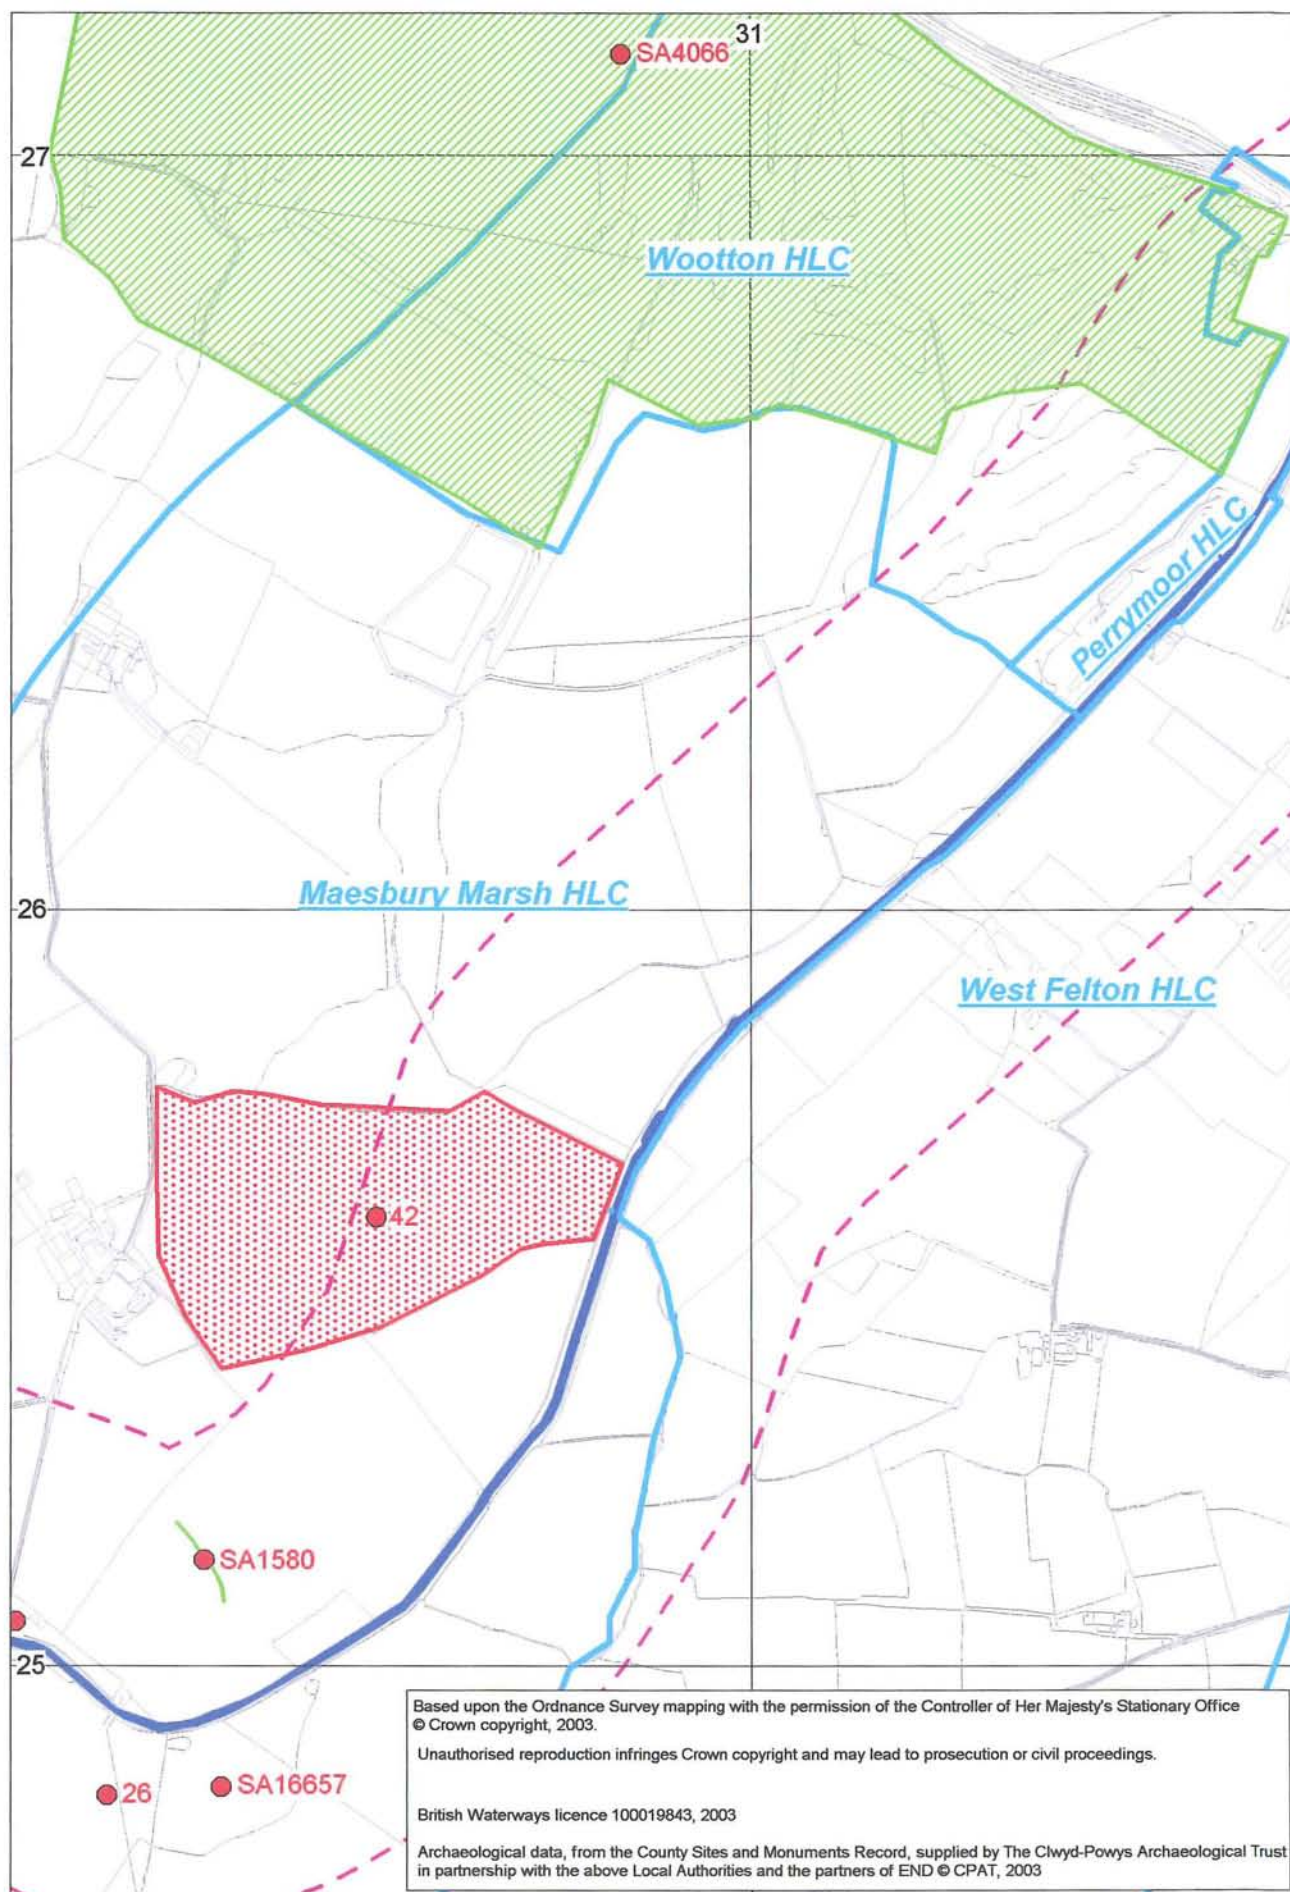 31
SA4066
27
Wootton HLC
Perrymoor HLC
Maesbury Marsh HLC
26
West Felton HLC
42
SA1580
25
26
SA16657
Based upon the Ordnance Survey mapping with the permission of the Controller of Her Majesty's Stationary Office
© Crown copyright, 2003.
Unauthorised reproduction infringes Crown copyright and may lead to prosecution or civil proceedings.
British Waterways licence 100019843, 2003
Archaeological data, from the County Sites and Monuments Record, supplied by The Clwyd-Powys Archaeological Trust
in partnership with the above Local Authorities and the partners of END © CPAT, 2003